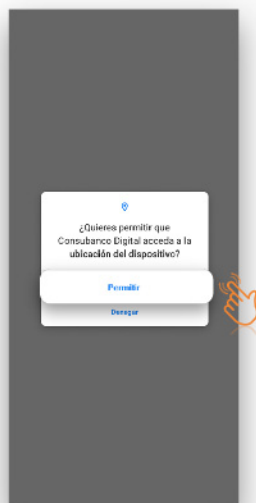 ¿Quieres permitir que
Consubanco Digital acceda a la
ubicación del dispositivo?
Permitir
Denegar